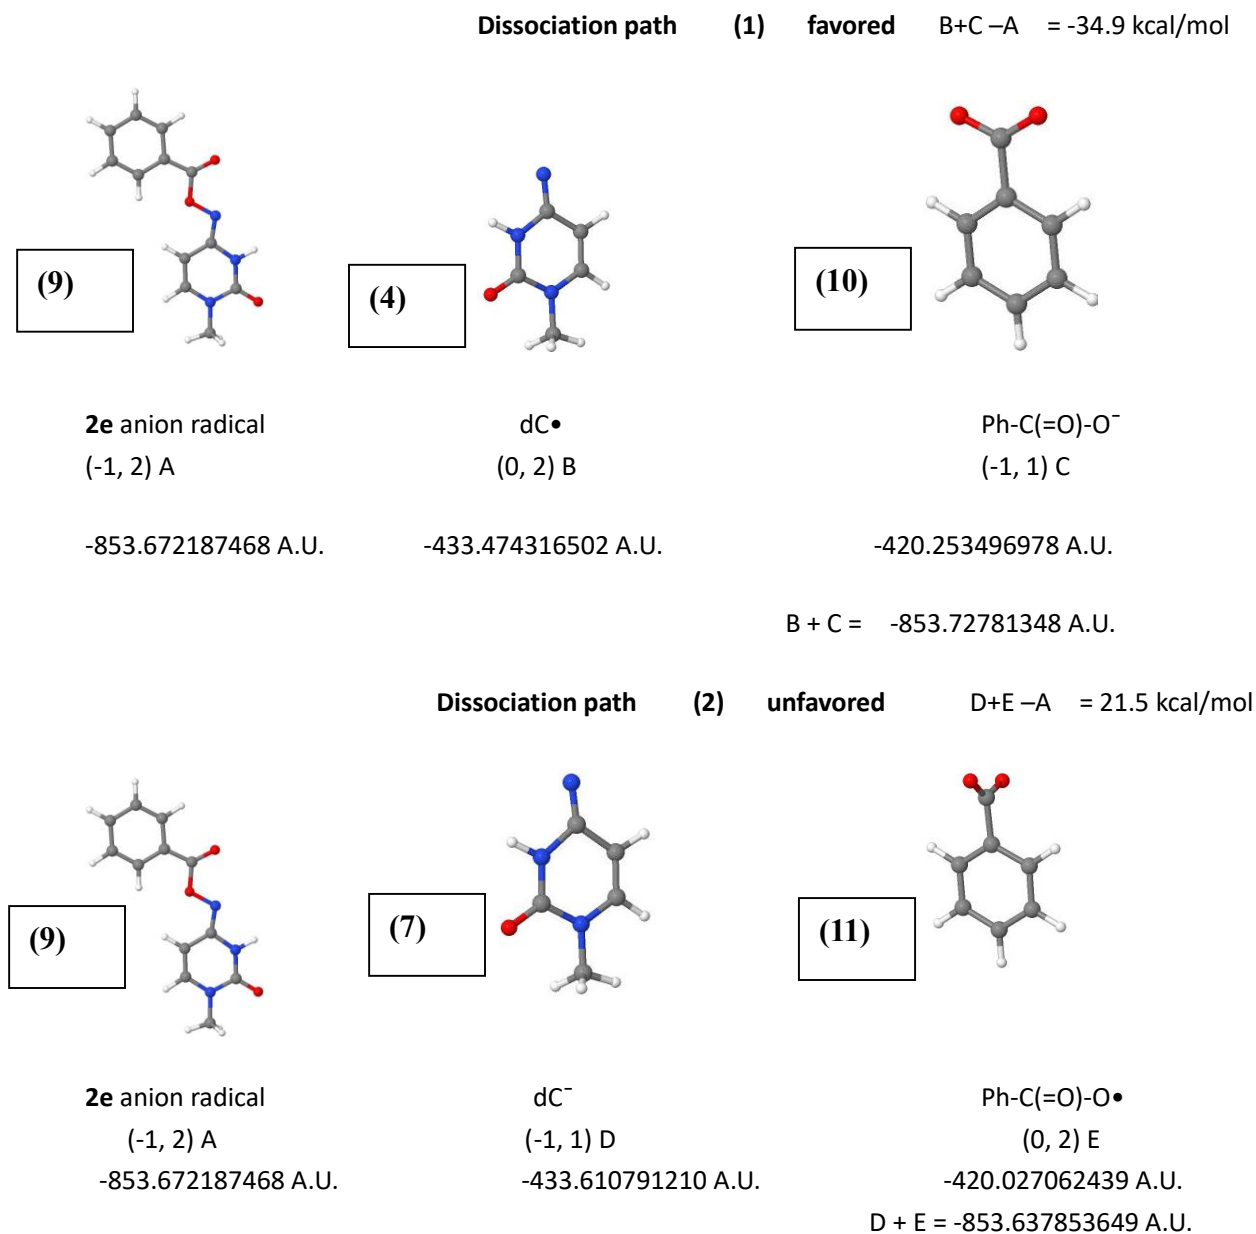 Dissociation path (1) favored B+C –A = -34.9 kcal/mol
(9) (4) (10)
2e anion radical dC• Ph-C(=O)-O⁻
(-1, 2) A (0, 2) B (-1, 1) C
-853.672187468 A.U. -433.474316502 A.U. -420.253496978 A.U.
B + C = -853.72781348 A.U.
Dissociation path (2) unfavored D+E –A = 21.5 kcal/mol
(9) (7) (11)
2e anion radical dC⁻ Ph-C(=O)-O•
(-1, 2) A (-1, 1) D (0, 2) E
-853.672187468 A.U. -433.610791210 A.U. -420.027062439 A.U.
D + E = -853.637853649 A.U.